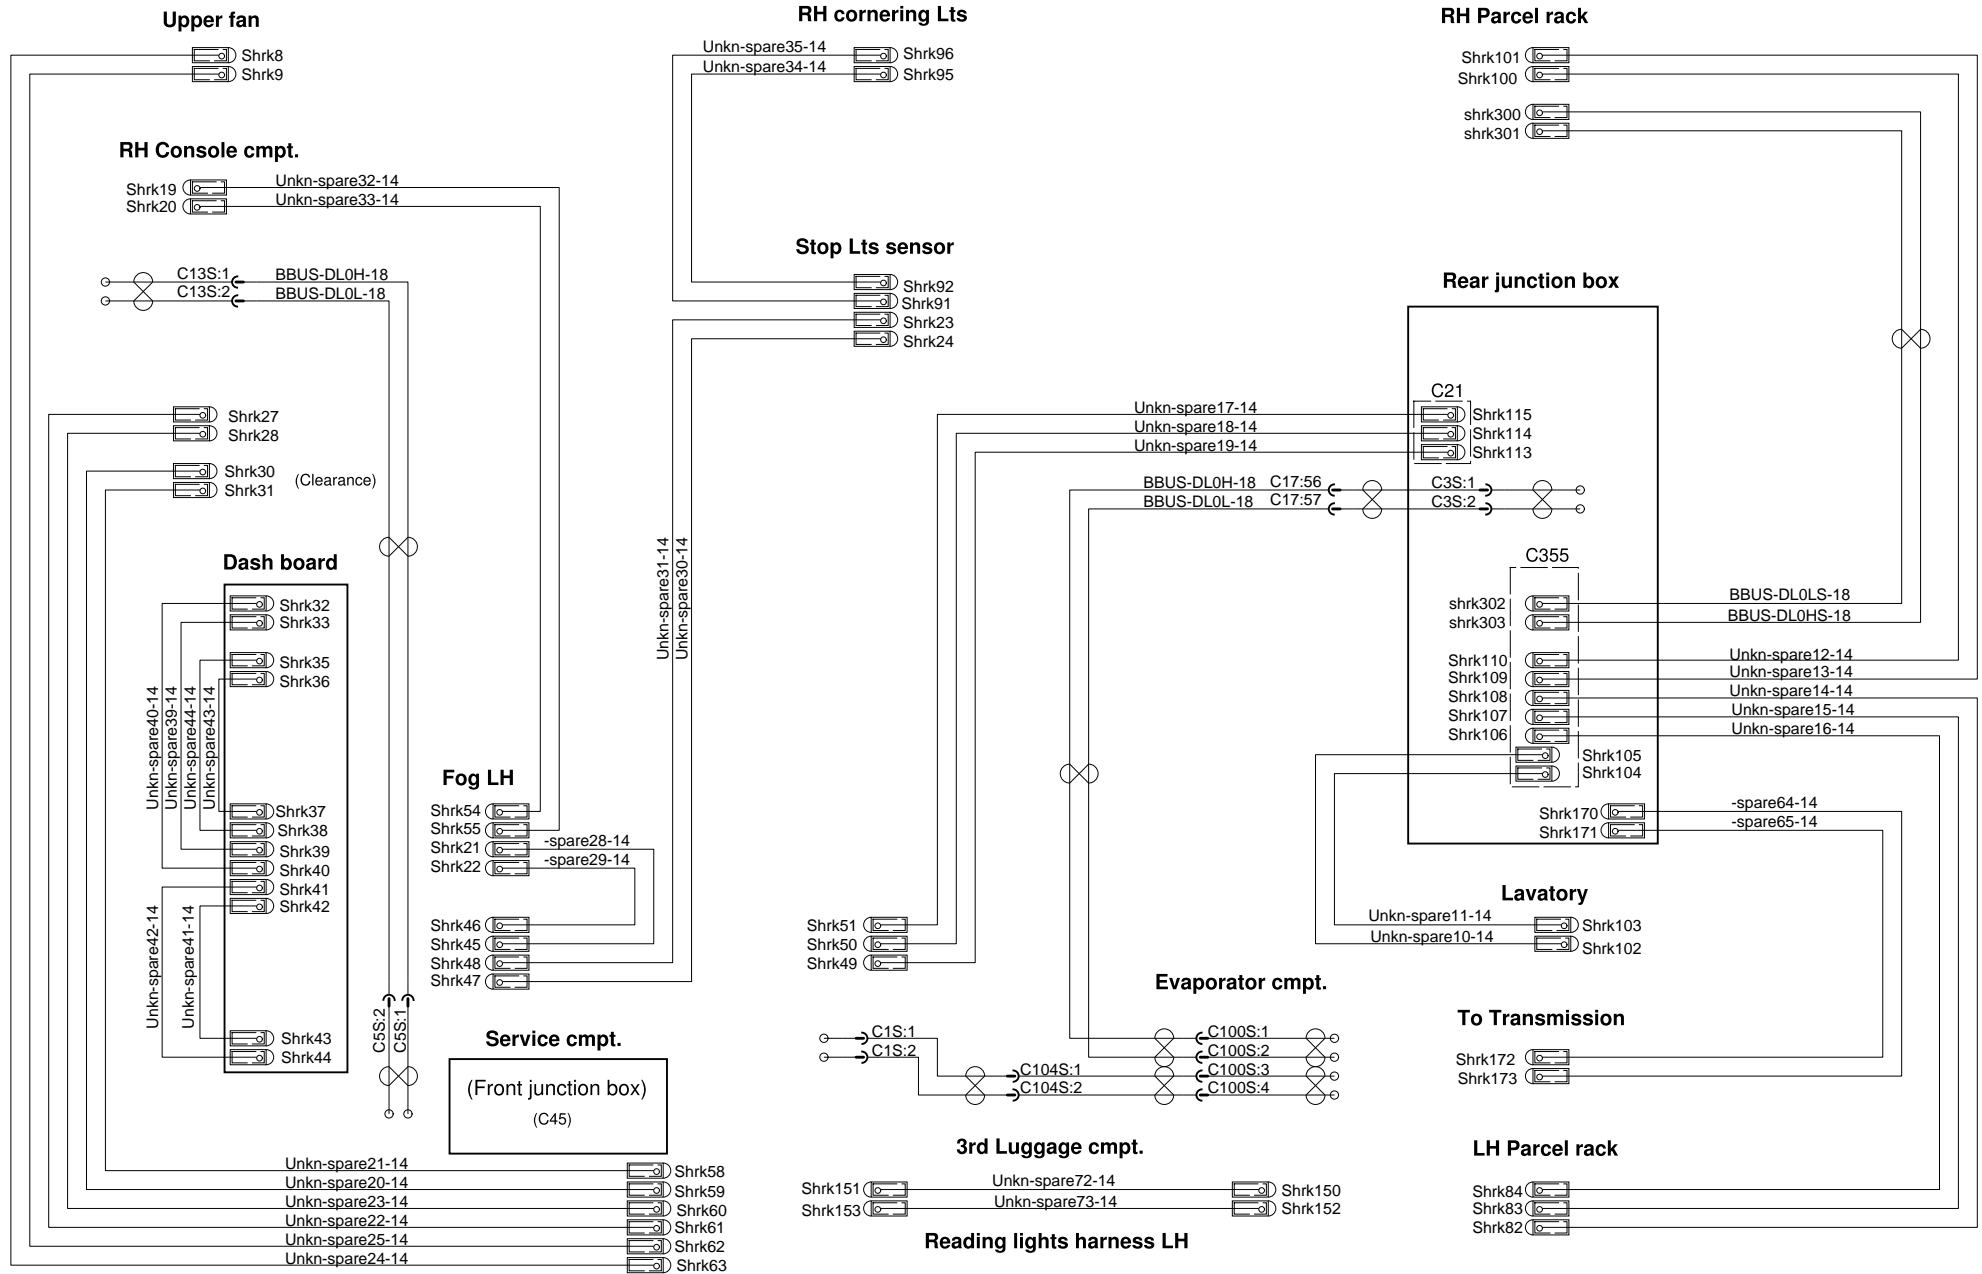 Upper fan
Shrk8
Shrk9
RH Console cmpt.
Shrk19
Unkn-spare32-14
Shrk20
Unkn-spare33-14
C13S:1
BBUS-DL0H-18
C13S:2
BBUS-DL0L-18
Shrk27
Shrk28
Shrk30
Shrk31
(Clearance)
Dash board
Shrk32
Shrk33
Shrk35
Shrk36
Unkn-spare40-14
Unkn-spare39-14
Unkn-spare44-14
Unkn-spare43-14
Shrk37
Shrk38
Shrk39
Shrk40
Shrk41
Shrk42
Unkn-spare42-14
Unkn-spare41-14
Shrk43
Shrk44
C5S:2
C5S:1
Fog LH
Shrk54
Shrk55
Shrk21
-spare28-14
Shrk22
-spare29-14
Shrk46
Shrk45
Shrk48
Shrk47
Service cmpt.
(Front junction box)
(C45)
Unkn-spare21-14
Shrk58
Unkn-spare20-14
Shrk59
Unkn-spare23-14
Shrk60
Unkn-spare22-14
Shrk61
Unkn-spare25-14
Shrk62
Unkn-spare24-14
Shrk63
RH cornering Lts
Unkn-spare35-14
Shrk96
Unkn-spare34-14
Shrk95
Stop Lts sensor
Shrk92
Shrk91
Shrk23
Shrk24
Unkn-spare31-14
Unkn-spare30-14
RH Parcel rack
Shrk101
Shrk100
shrk300
shrk301
Rear junction box
C21
Unkn-spare17-14
Shrk115
Unkn-spare18-14
Shrk114
Unkn-spare19-14
Shrk113
BBUS-DL0H-18
C17:56
C3S:1
BBUS-DL0L-18
C17:57
C3S:2
C355
shrk302
BBUS-DL0LS-18
shrk303
BBUS-DL0HS-18
Shrk110
Unkn-spare12-14
Shrk109
Unkn-spare13-14
Shrk108
Unkn-spare14-14
Shrk107
Unkn-spare15-14
Shrk106
Unkn-spare16-14
Shrk105
Shrk104
Shrk170
-spare64-14
Shrk171
-spare65-14
Lavatory
Unkn-spare11-14
Shrk103
Unkn-spare10-14
Shrk102
Shrk51
Shrk50
Shrk49
Evaporator cmpt.
C1S:1
C100S:1
C1S:2
C100S:2
C104S:1
C100S:3
C104S:2
C100S:4
To Transmission
Shrk172
Shrk173
3rd Luggage cmpt.
Shrk151
Unkn-spare72-14
Shrk150
Shrk153
Unkn-spare73-14
Shrk152
Reading lights harness LH
LH Parcel rack
Shrk84
Shrk83
Shrk82